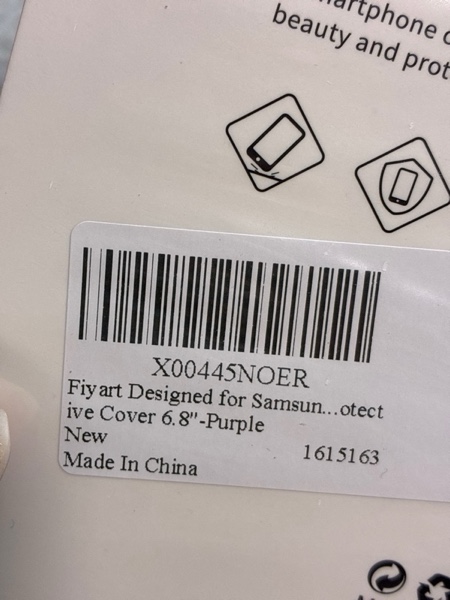 beauty and prot
X00445NOER
Fiyart Designed for Samsun...otect
ive Cover 6.8"-Purple
New
1615163
Made In China